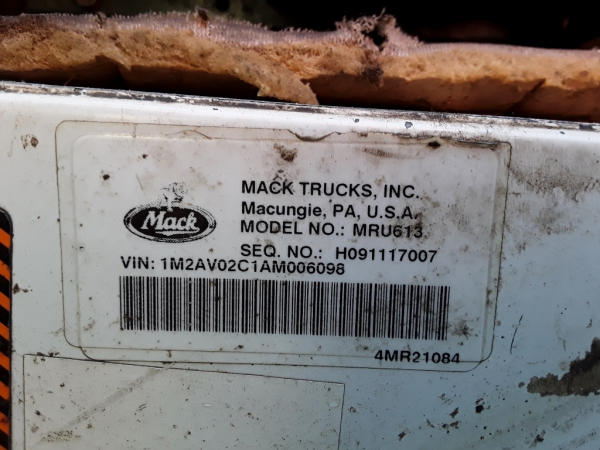 MACK TRUCKS, INC.
Macungie, PA, U.S.A.
MODEL NO.: MRU613
Mack
SEQ. NO.: H091117007
VIN: 1M2AV02C1AM006098
4MR21084